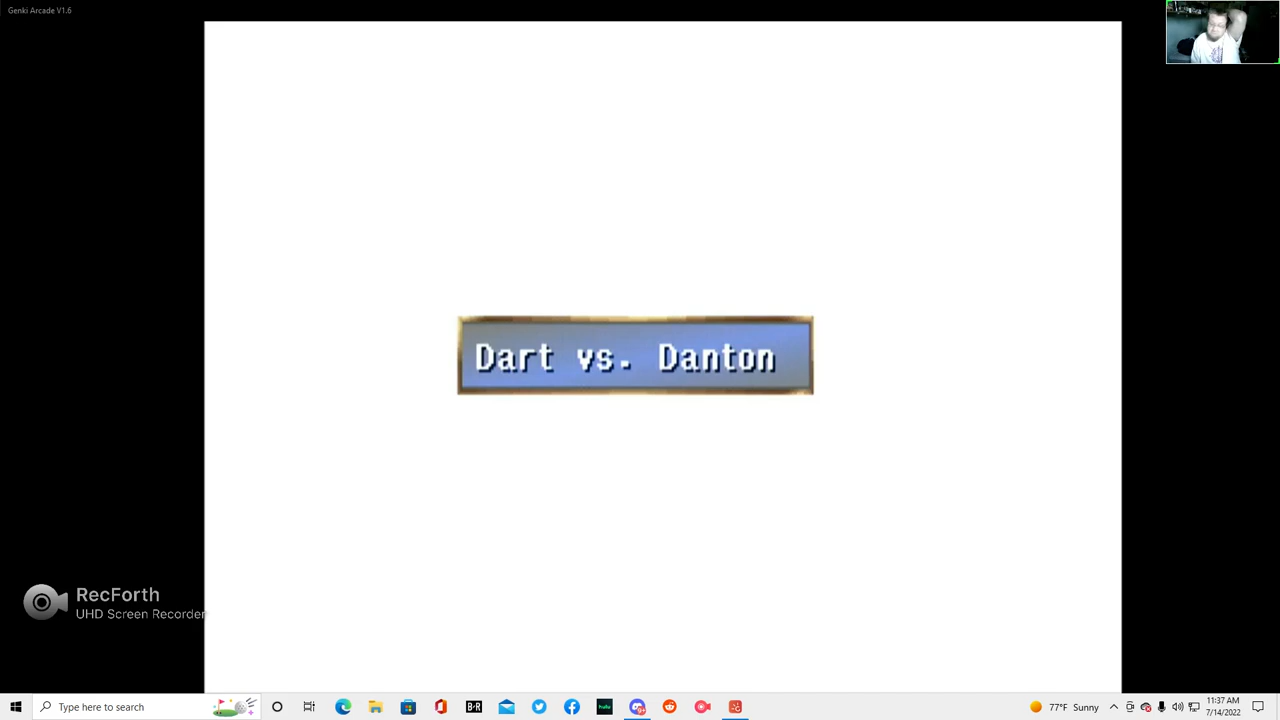 Genki Arcade V1.6
Dart vs. Danton
RecForth
UHD Screen Recorder
Type here to search
B·R
hulu
77°F Sunny
11:37 AM
7/14/2022